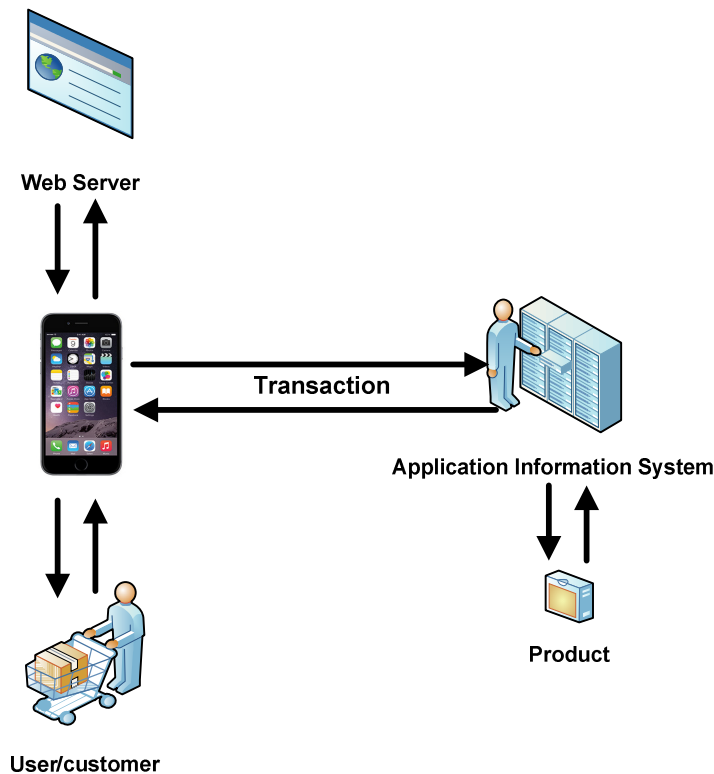 Web Server
Transaction
Application Information System
Product
User/customer